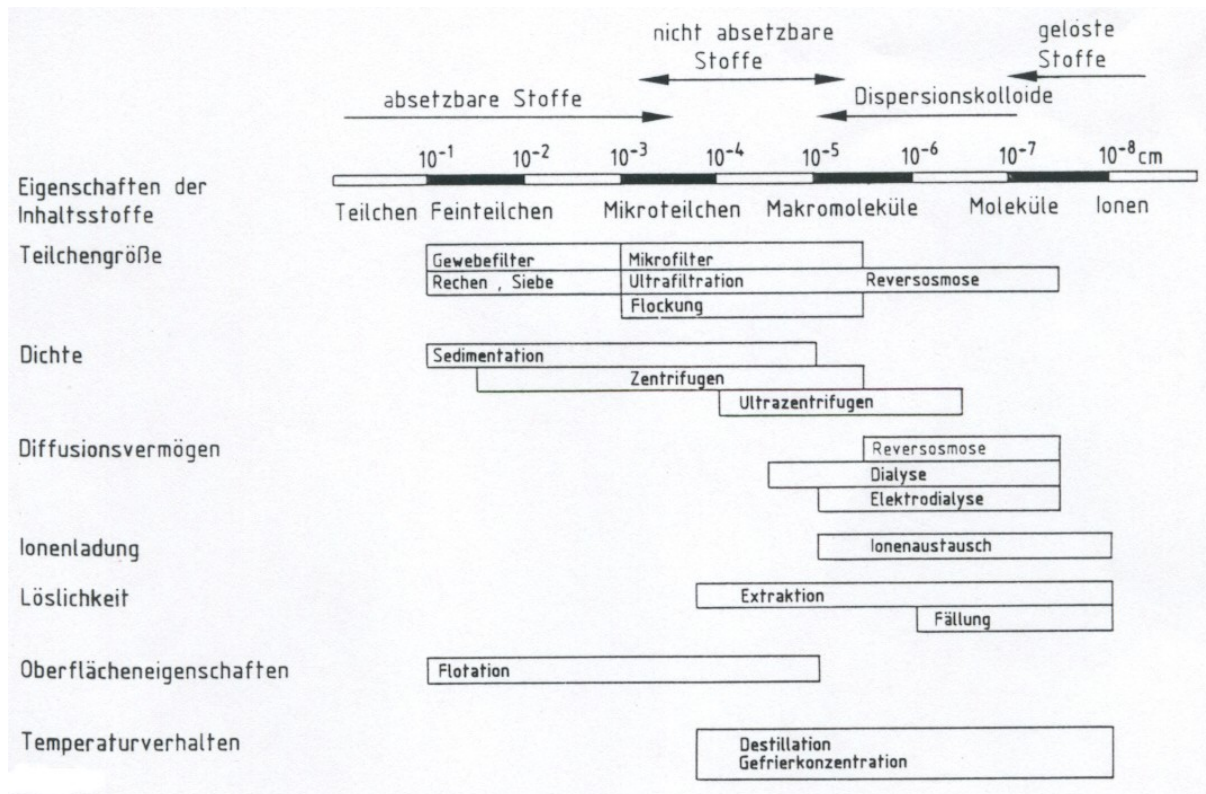 nicht absetzbare
Stoffe
gelöste
Stoffe
absetzbare Stoffe
Dispersionskolloide
10⁻¹ 10⁻² 10⁻³ 10⁻⁴ 10⁻⁵ 10⁻⁶ 10⁻⁷ 10⁻⁸ cm
Eigenschaften der
Inhaltsstoffe
Teilchen Feinteilchen Mikroteilchen Makromoleküle Moleküle Ionen
Teilchengröße
Gewebefilter Mikrofilter
Rechen , Siebe Ultrafiltration Reversosmose
Flockung
Dichte
Sedimentation
Zentrifugen
Ultrazentrifugen
Diffusionsvermögen
Reversosmose
Dialyse
Elektrodialyse
Ionenladung
Ionenaustausch
Löslichkeit
Extraktion
Fällung
Oberflächeneigenschaften
Flotation
Temperaturverhalten
Destillation
Gefrierkonzentration